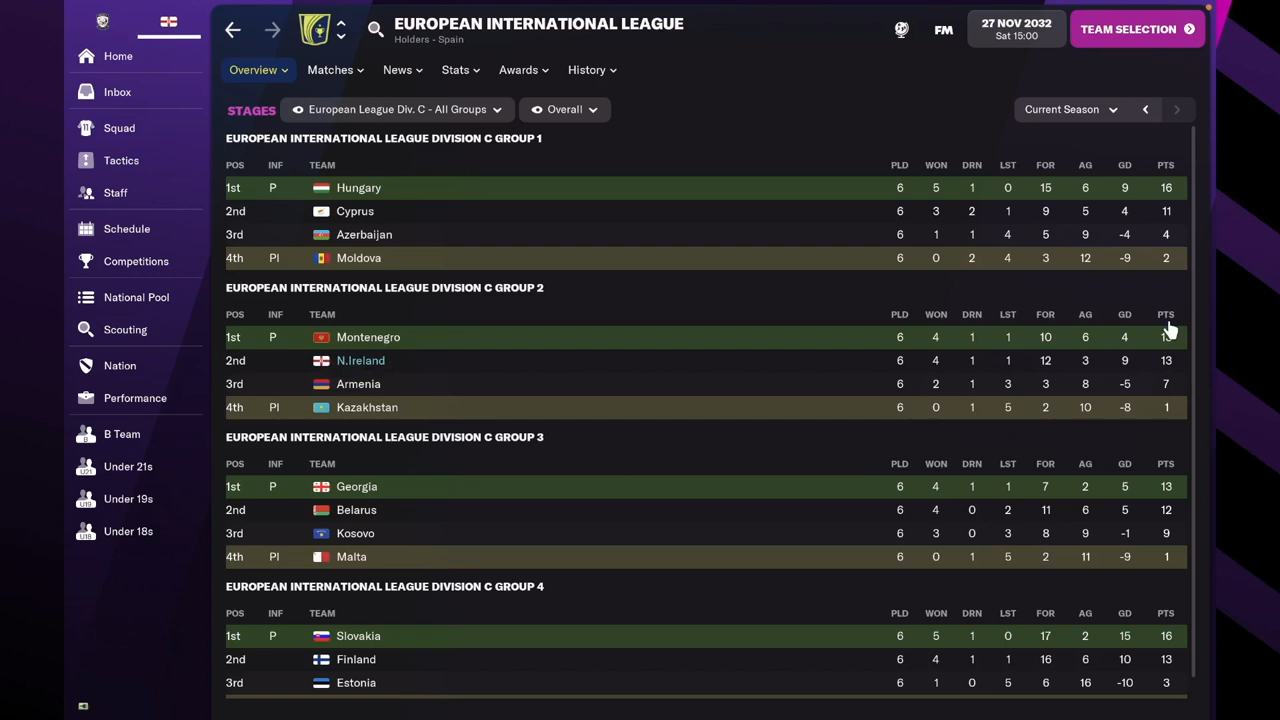 EUROPEAN INTERNATIONAL LEAGUE
Holders - Spain
FM
27 NOV 2032
Sat 15:00
TEAM SELECTION
Home
Inbox
Squad
Tactics
Staff
Schedule
Competitions
National Pool
Scouting
Nation
Performance
B Team
Under 21s
Under 19s
Under 18s
Overview Matches News Stats Awards History
STAGES European League Div. C - All Groups Overall Current Season
EUROPEAN INTERNATIONAL LEAGUE DIVISION C GROUP 1
POS INF TEAM PLD WON DRN LST FOR AG GD PTS
1st P Hungary 6 5 1 0 15 6 9 16
2nd Cyprus 6 3 2 1 9 5 4 11
3rd Azerbaijan 6 1 1 4 5 9 -4 4
4th Pl Moldova 6 0 2 4 3 12 -9 2
EUROPEAN INTERNATIONAL LEAGUE DIVISION C GROUP 2
POS INF TEAM PLD WON DRN LST FOR AG GD PTS
1st P Montenegro 6 4 1 1 10 6 4
2nd N.Ireland 6 4 1 1 12 3 9 13
3rd Armenia 6 2 1 3 3 8 -5 7
4th Pl Kazakhstan 6 0 1 5 2 10 -8 1
EUROPEAN INTERNATIONAL LEAGUE DIVISION C GROUP 3
POS INF TEAM PLD WON DRN LST FOR AG GD PTS
1st P Georgia 6 4 1 1 7 2 5 13
2nd Belarus 6 4 0 2 11 6 5 12
3rd Kosovo 6 3 0 3 8 9 -1 9
4th Pl Malta 6 0 1 5 2 11 -9 1
EUROPEAN INTERNATIONAL LEAGUE DIVISION C GROUP 4
POS INF TEAM PLD WON DRN LST FOR AG GD PTS
1st P Slovakia 6 5 1 0 17 2 15 16
2nd Finland 6 4 1 1 16 6 10 13
3rd Estonia 6 1 0 5 6 16 -10 3